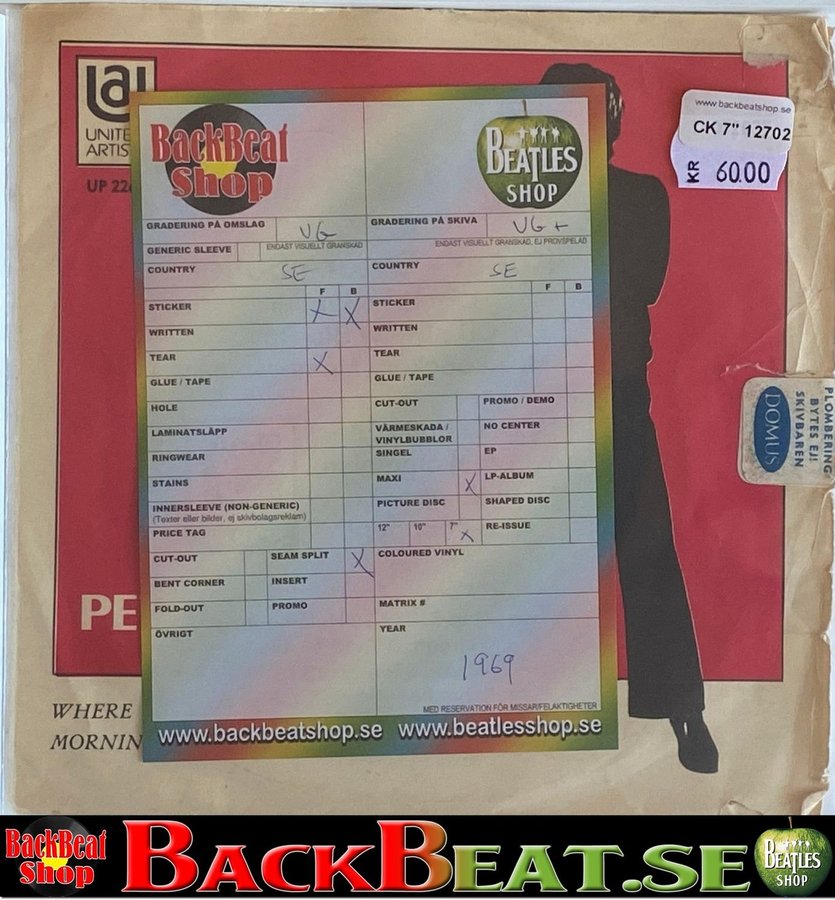 UNITE
ARTIS
UP 226
BackBeat
Shop
BEATLES
SHOP
www.backbeatshop.se
CK 7" 12702
KR 60.00
GRADERING PÅ OMSLAG VG
GRADERING PÅ SKIVA VG+
GENERIC SLEEVE ENDAST VISUELLT GRANSKAD
ENDAST VISUELLT GRANSKAD, EJ PROVSPELAD
COUNTRY SE
COUNTRY SE
F B
F B
STICKER X X
STICKER
WRITTEN
WRITTEN
TEAR X
TEAR
GLUE / TAPE
GLUE / TAPE
HOLE
CUT-OUT PROMO / DEMO
LAMINATSLÄPP
VÄRMESKADA / NO CENTER
VINYLBUBBLOR
RINGWEAR
SINGEL EP
STAINS
MAXI X LP-ALBUM
INNERSLEEVE (NON-GENERIC)
(Texter eller bilder, ej skivbolagsreklam)
PICTURE DISC SHAPED DISC
PRICE TAG
12" 10" 7" X RE-ISSUE
CUT-OUT SEAM SPLIT X
COLOURED VINYL
BENT CORNER INSERT
FOLD-OUT PROMO
MATRIX #
ÖVRIGT
YEAR
1969
MED RESERVATION FÖR MISSAR/FELAKTIGHETER
www.backbeatshop.se www.beatlesshop.se
PLOMBERING
BYTES EJ!
SKIVBAREN
DOMUS
PE
WHERE
MORNIN
BackBeat
Shop
BACKBEAT.SE
BEATLES
SHOP